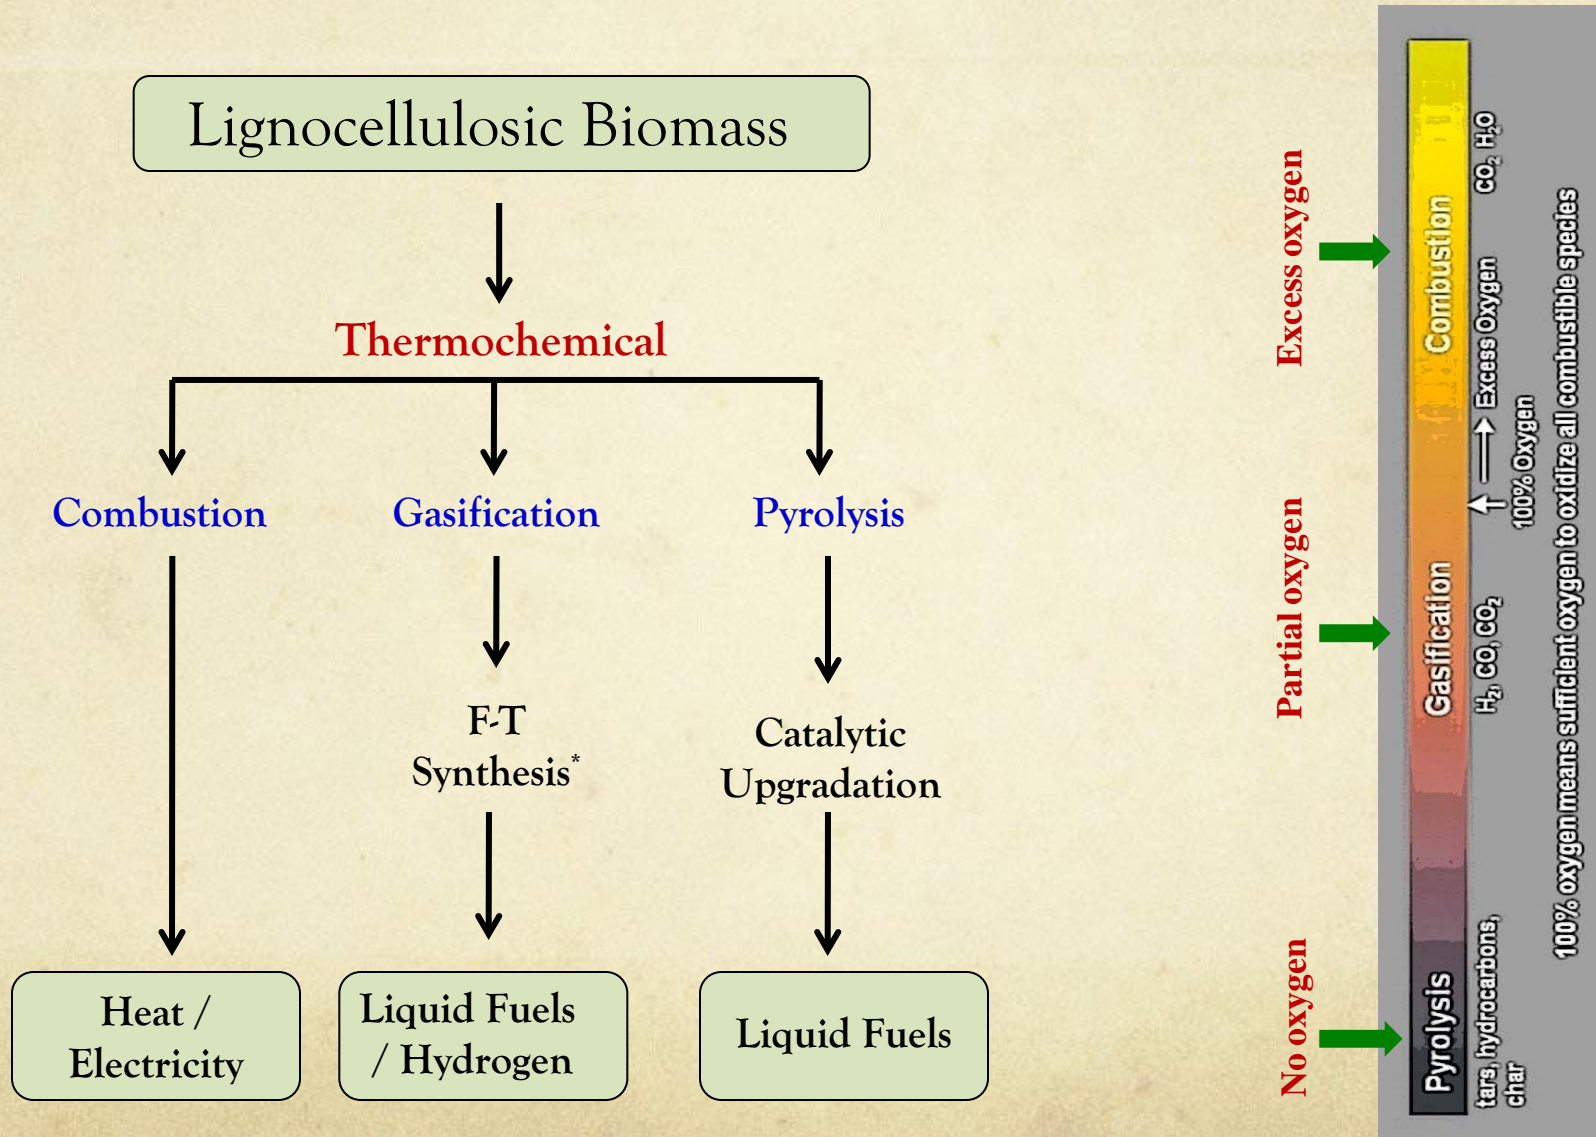 Lignocellulosic Biomass
Thermochemical
Combustion
Gasification
Pyrolysis
F-T
Synthesis*
Catalytic
Upgradation
Heat /
Electricity
Liquid Fuels
/ Hydrogen
Liquid Fuels
Excess oxygen
Partial oxygen
No oxygen
Combustion
Gasification
Pyrolysis
CO₂ H₂O
Excess Oxygen
100% Oxygen
H₂, CO, CO₂
tars, hydrocarbons,
char
100% oxygen means sufficient oxygen to oxidize all combustible species